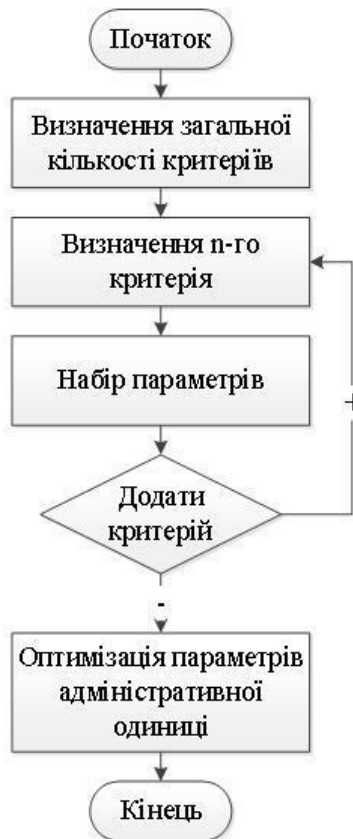 Початок
Визначення загальної
кількості критеріїв
Визначення n-го
критерія
Набір параметрів
+
Додати
критерій
-
Оптимізація параметрів
адміністративної
одиниці
Кінець